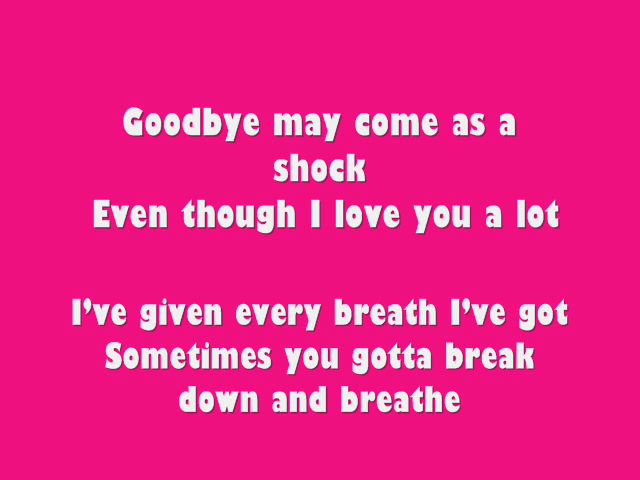 Goodbye may come as a
shock
Even though I love you a lot
I've given every breath I've got
Sometimes you gotta break
down and breathe